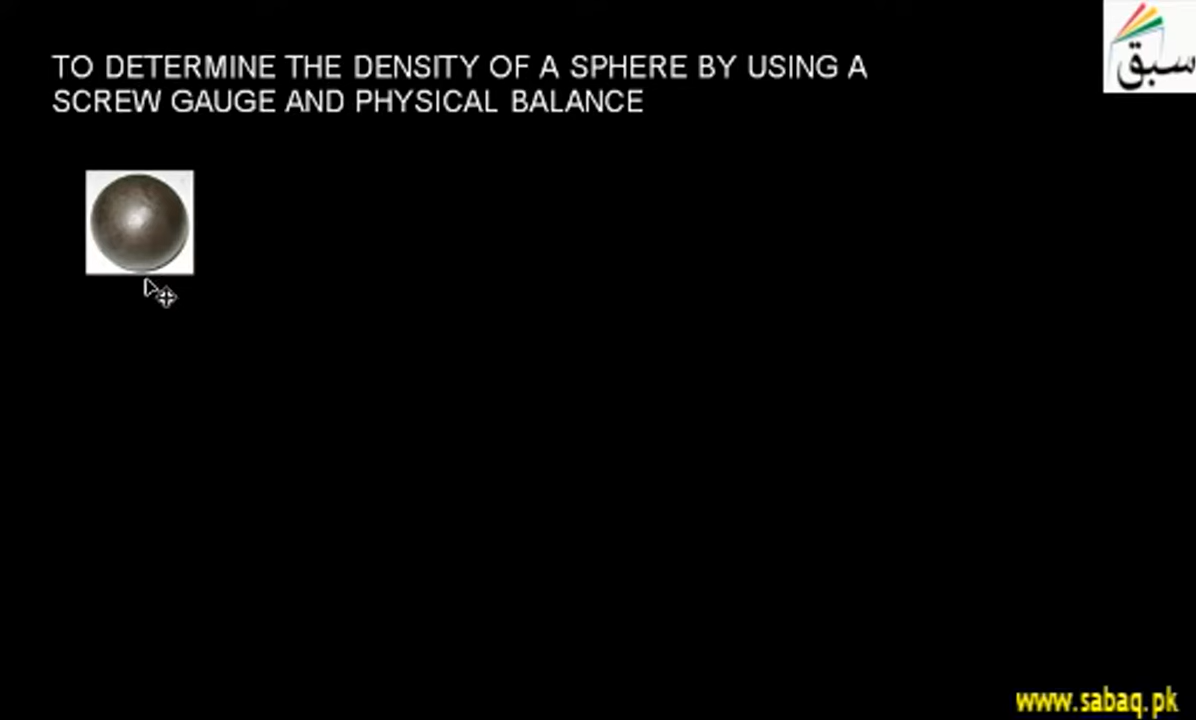 TO DETERMINE THE DENSITY OF A SPHERE BY USING A
SCREW GAUGE AND PHYSICAL BALANCE
سبق
www.sabaq.pk